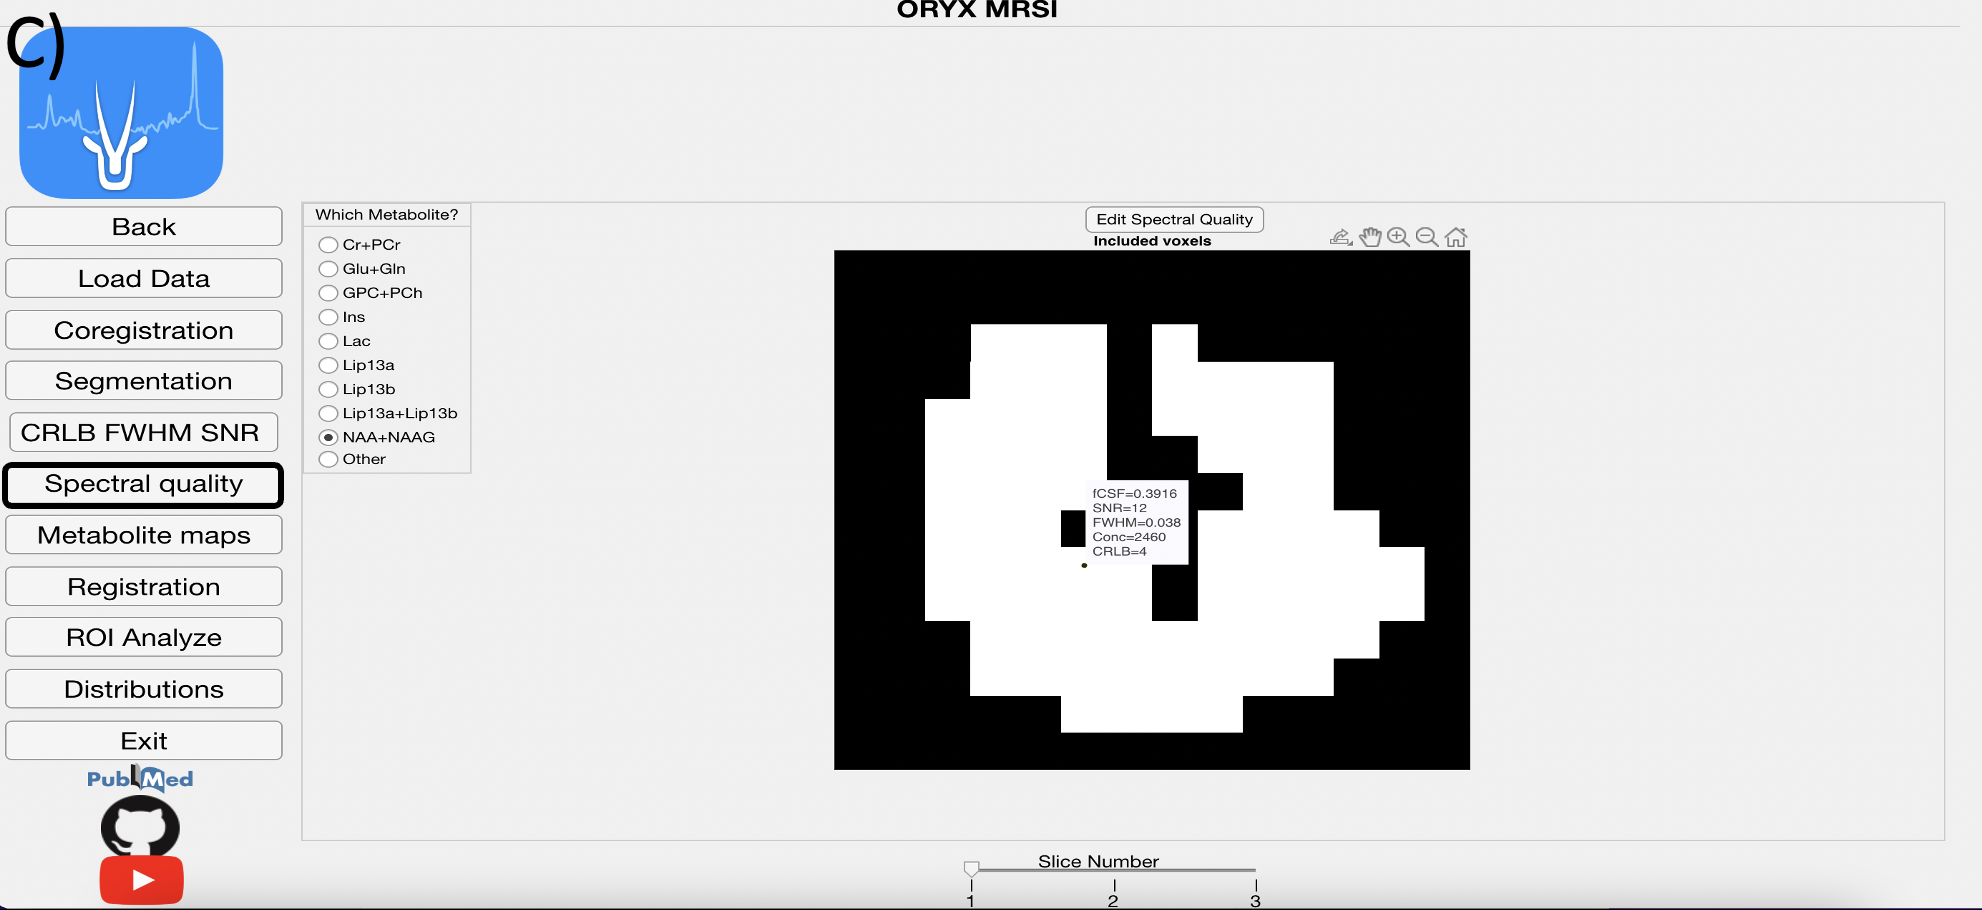 ORYX MRSI
C)
Back
Load Data
Coregistration
Segmentation
CRLB FWHM SNR
Spectral quality
Metabolite maps
Registration
ROI Analyze
Distributions
Exit
PubMed
Which Metabolite?
Cr+PCr
Glu+Gln
GPC+PCh
Ins
Lac
Lip13a
Lip13b
Lip13a+Lip13b
NAA+NAAG
Other
Edit Spectral Quality
Included voxels
fCSF=0.3916
SNR=12
FWHM=0.038
Conc=2460
CRLB=4
Slice Number
1 2 3